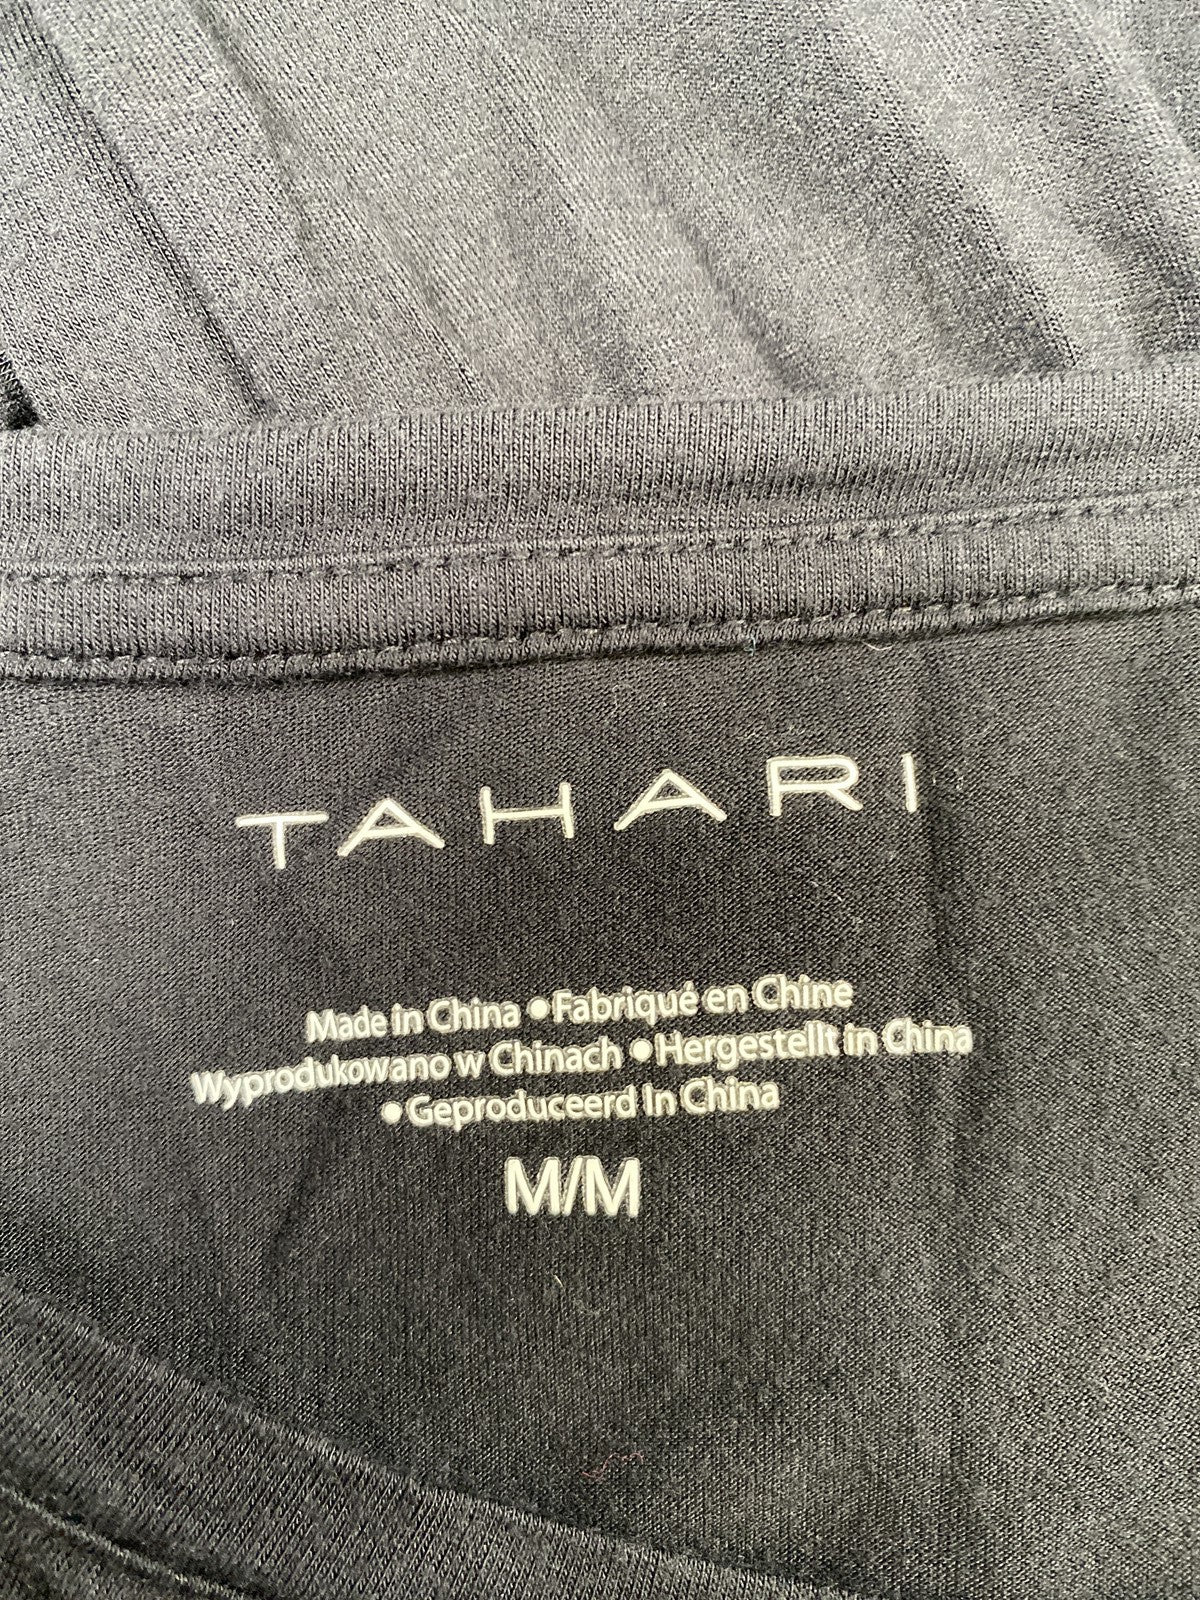 TAHARI
Made in China • Fabriqué en Chine
Wyprodukowano w Chinach • Hergestellt in China
• Geproduceerd In China
M/M